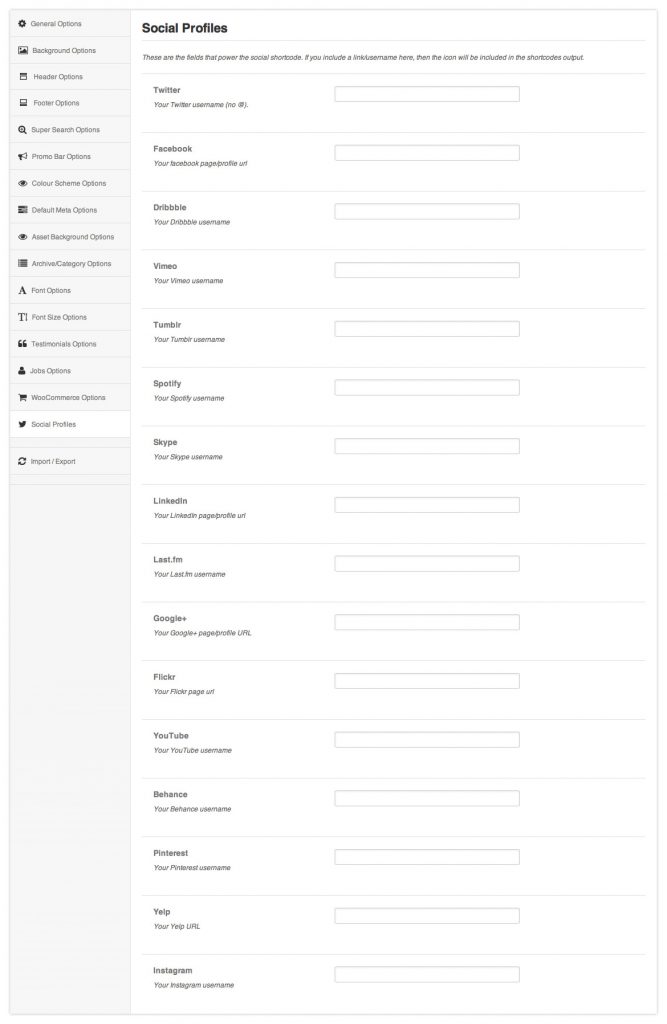 General Options
Background Options
Header Options
Footer Options
Super Search Options
Promo Bar Options
Colour Scheme Options
Default Meta Options
Asset Background Options
Archive/Category Options
Font Options
Font Size Options
Testimonials Options
Jobs Options
WooCommerce Options
Social Profiles
Import / Export
Social Profiles
These are the fields that power the social shortcode. If you include a link/username here, then the icon will be included in the shortcodes output.
Twitter
Your Twitter username (no @).
Facebook
Your facebook page/profile url
Dribbble
Your Dribbble username
Vimeo
Your Vimeo username
Tumblr
Your Tumblr username
Spotify
Your Spotify username
Skype
Your Skype username
LinkedIn
Your LinkedIn page/profile url
Last.fm
Your Last.fm username
Google+
Your Google+ page/profile URL
Flickr
Your Flickr page url
YouTube
Your YouTube username
Behance
Your Behance username
Pinterest
Your Pinterest username
Yelp
Your Yelp URL
Instagram
Your Instagram username